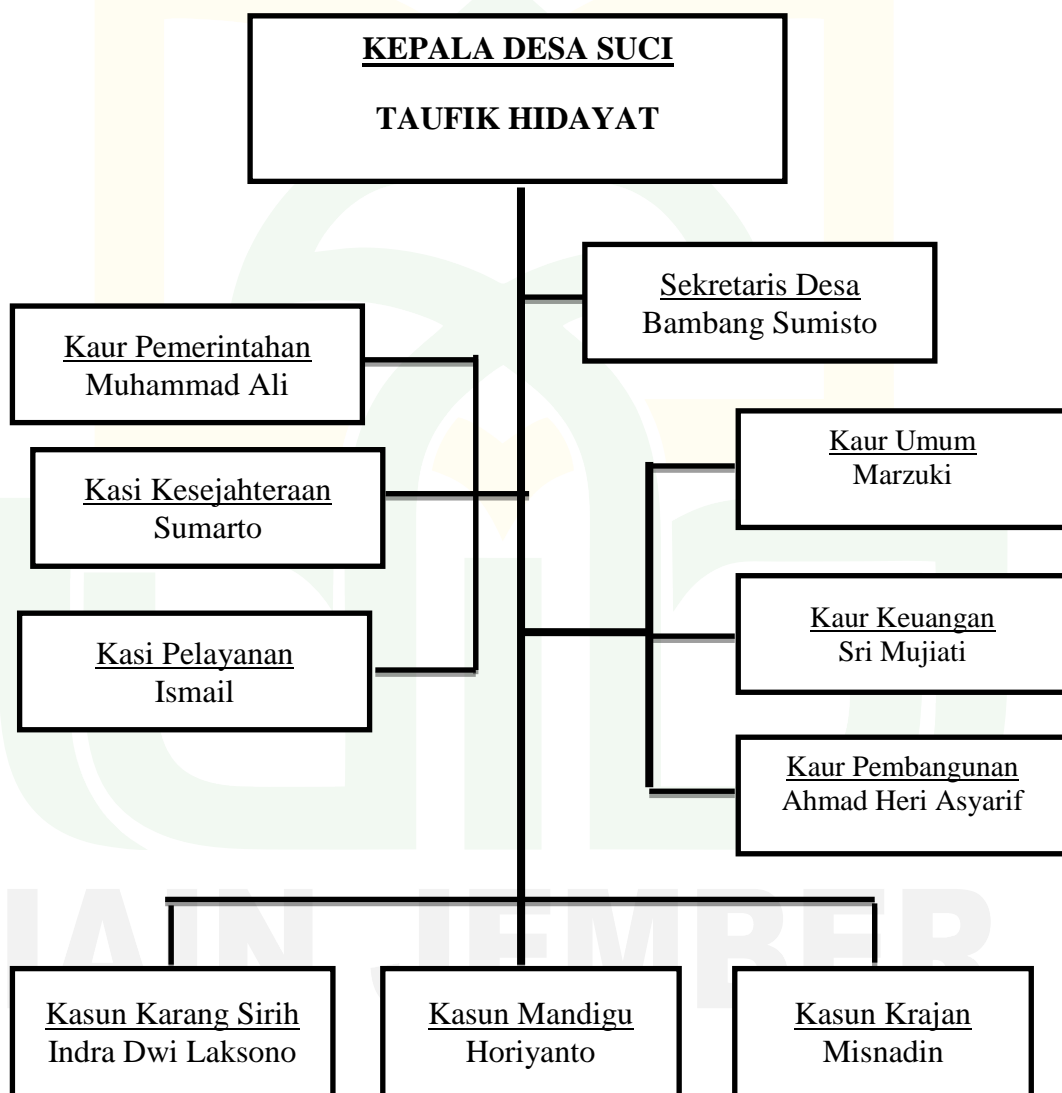 KEPALA DESA SUCI
TAUFIK HIDAYAT
Sekretaris Desa
Bambang Sumisto
Kaur Pemerintahan
Muhammad Ali
Kaur Umum
Marzuki
Kasi Kesejahteraan
Sumarto
Kaur Keuangan
Sri Mujiati
Kasi Pelayanan
Ismail
Kaur Pembangunan
Ahmad Heri Asyarif
IAIN JEMBER
Kasun Karang Sirih
Indra Dwi Laksono
Kasun Mandigu
Horiyanto
Kasun Krajan
Misnadin